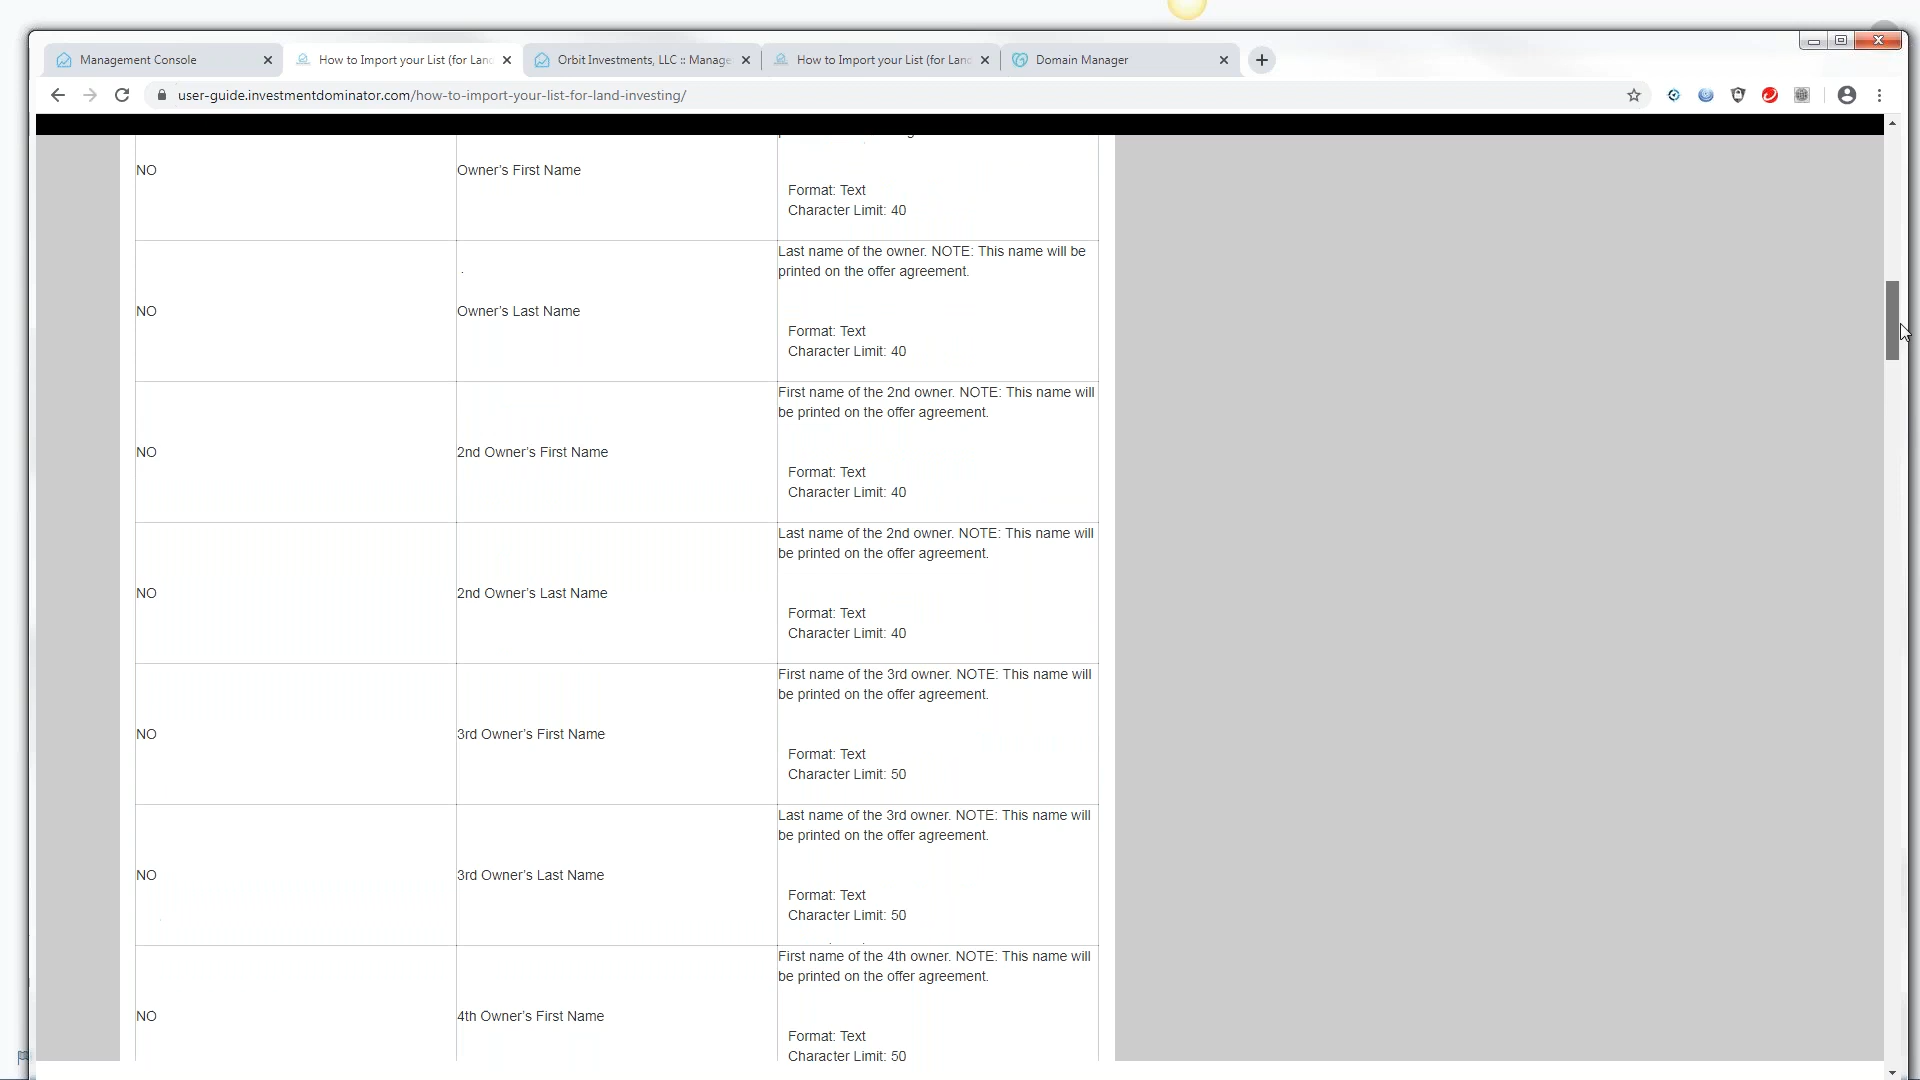 Management Console
How to Import your List (for Lan
Orbit Investments, LLC :: Manage
How to Import your List (for Lan
Domain Manager
user-guide.investmentdominator.com/how-to-import-your-list-for-land-investing/
NO
Owner's First Name
Format: Text
Character Limit: 40
Last name of the owner. NOTE: This name will be
printed on the offer agreement.
NO
Owner's Last Name
Format: Text
Character Limit: 40
First name of the 2nd owner. NOTE: This name will
be printed on the offer agreement.
NO
2nd Owner's First Name
Format: Text
Character Limit: 40
Last name of the 2nd owner. NOTE: This name will
be printed on the offer agreement.
NO
2nd Owner's Last Name
Format: Text
Character Limit: 40
First name of the 3rd owner. NOTE: This name will
be printed on the offer agreement.
NO
3rd Owner's First Name
Format: Text
Character Limit: 50
Last name of the 3rd owner. NOTE: This name will
be printed on the offer agreement.
NO
3rd Owner's Last Name
Format: Text
Character Limit: 50
First name of the 4th owner. NOTE: This name will
be printed on the offer agreement.
NO
4th Owner's First Name
Format: Text
Character Limit: 50